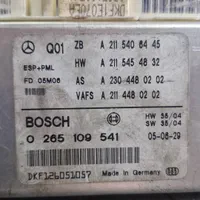 Q01 ZB A 211 540 64 45
ESP+PML HW A 211 545 48 32
FD 05M06 AS A 230 448 02 02
VAFS A 211 448 02 02
BOSCH HW 35/04
SW 35/04
0 265 109 541 05-06-29
Made in Germany
DKF126051057